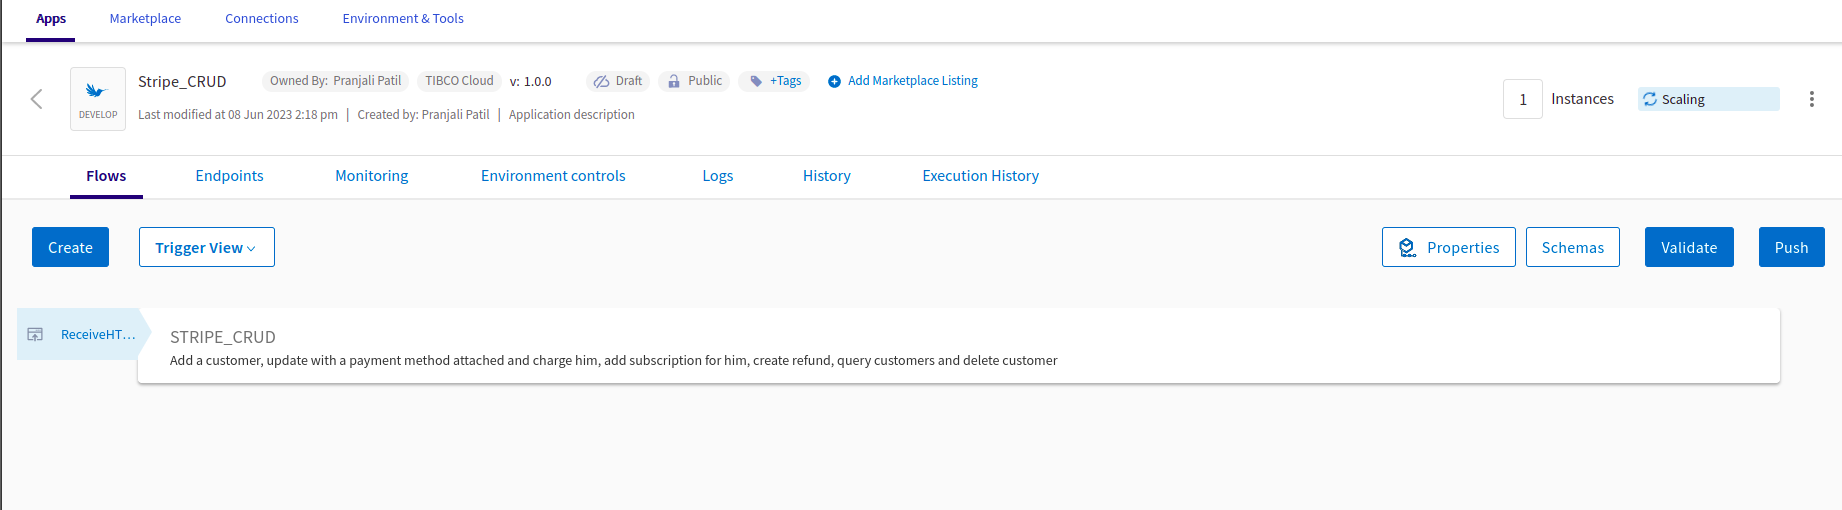 Apps Marketplace Connections Environment & Tools
Stripe_CRUD Owned By: Pranjali Patil TIBCO Cloud v: 1.0.0 Draft Public +Tags Add Marketplace Listing
DEVELOP
Last modified at 08 Jun 2023 2:18 pm | Created by: Pranjali Patil | Application description
1 Instances Scaling
Flows Endpoints Monitoring Environment controls Logs History Execution History
Create Trigger View Properties Schemas Validate Push
ReceiveHT...
STRIPE_CRUD
Add a customer, update with a payment method attached and charge him, add subscription for him, create refund, query customers and delete customer